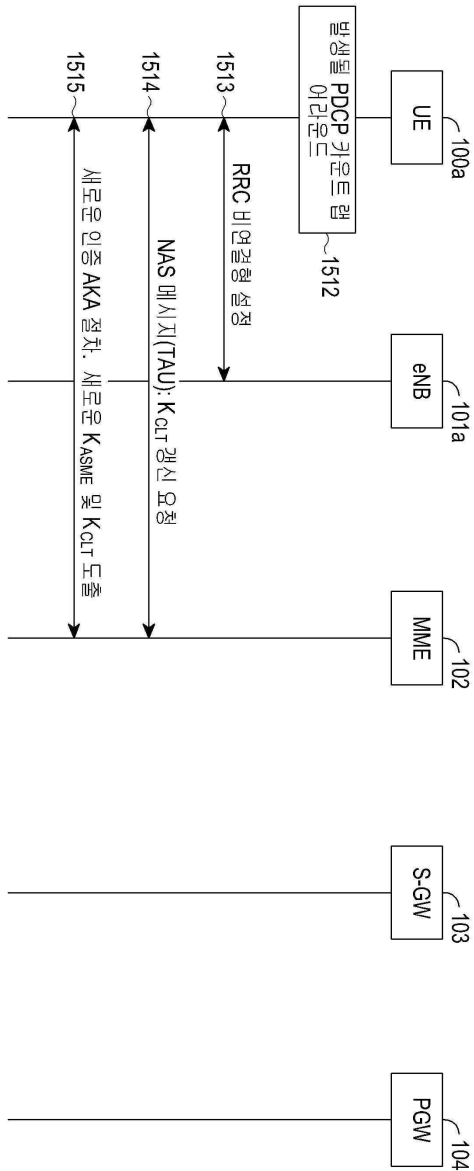 UE
100a
eNB
101a
MME
102
S-GW
103
PGW
104
발생될 PDCP 카운트 랩
어라운드
1512
RRC 비연결형 설정
1513
NAS 메시지(TAU): KCLT 갱신 요청
1514
새로운 인증 AKA 절차. 새로운 KASME 및 KCLT 도출
1515